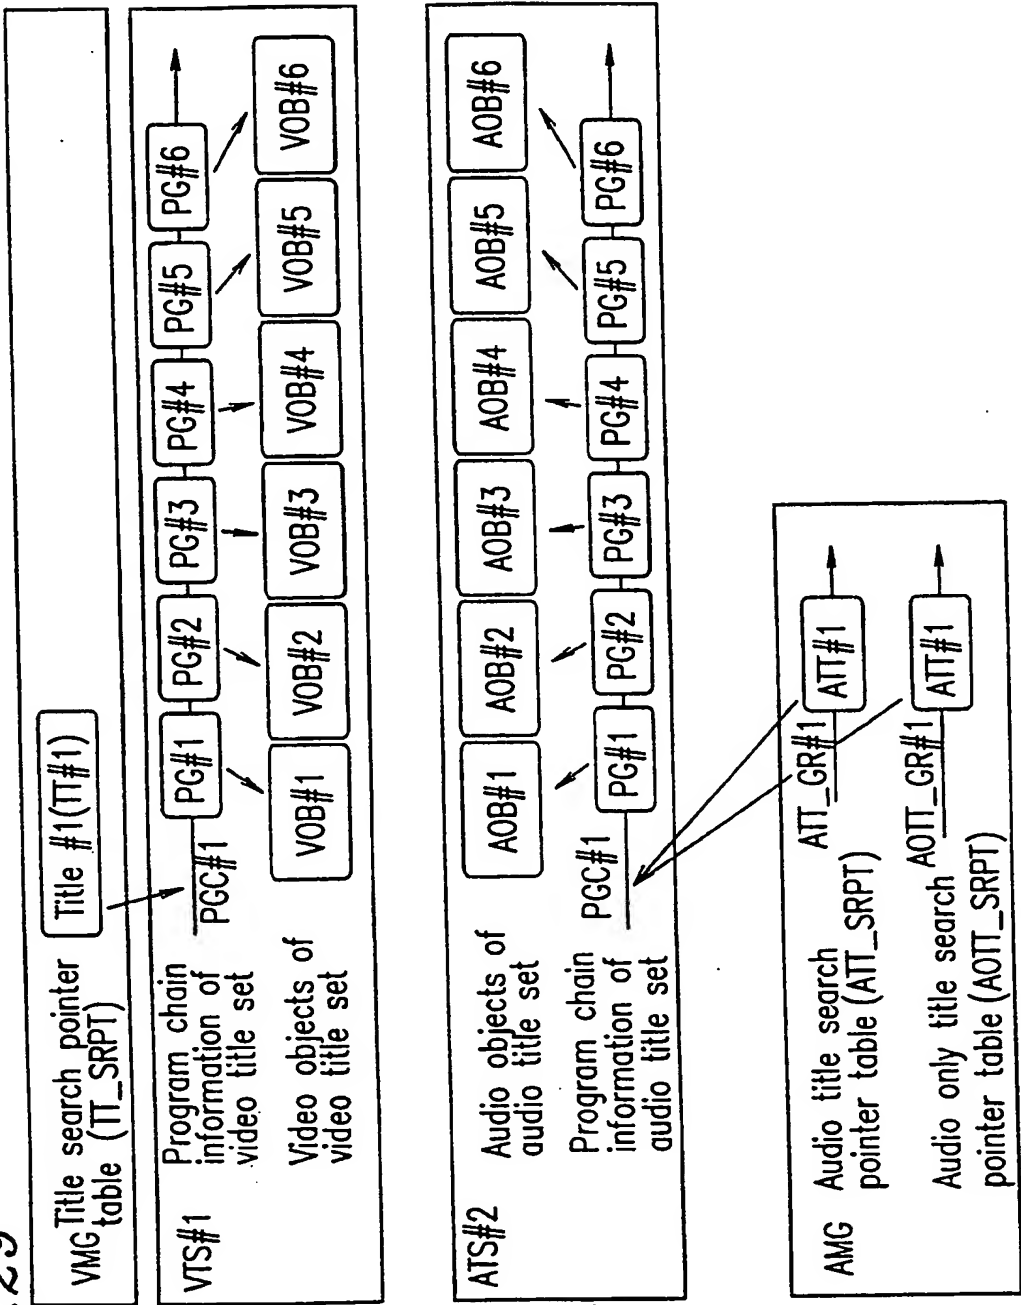 VMG Title search pointer
table (TT_SRPT)
Title #1(TT#1)
VTS#1
Program chain
information of
video title set
PGC#1
PG#1
PG#2
PG#3
PG#4
PG#5
PG#6
Video objects of
video title set
VOB#1
VOB#2
VOB#3
VOB#4
VOB#5
VOB#6
ATS#2
Audio objects of
audio title set
AOB#1
AOB#2
AOB#3
AOB#4
AOB#5
AOB#6
Program chain
information of
audio title set
PGC#1
PG#1
PG#2
PG#3
PG#4
PG#5
PG#6
AMG
Audio title search
pointer table (ATT_SRPT)
ATT_GR#1
ATT#1
Audio only title search
pointer table (AOTT_SRPT)
AOTT_GR#1
ATT#1